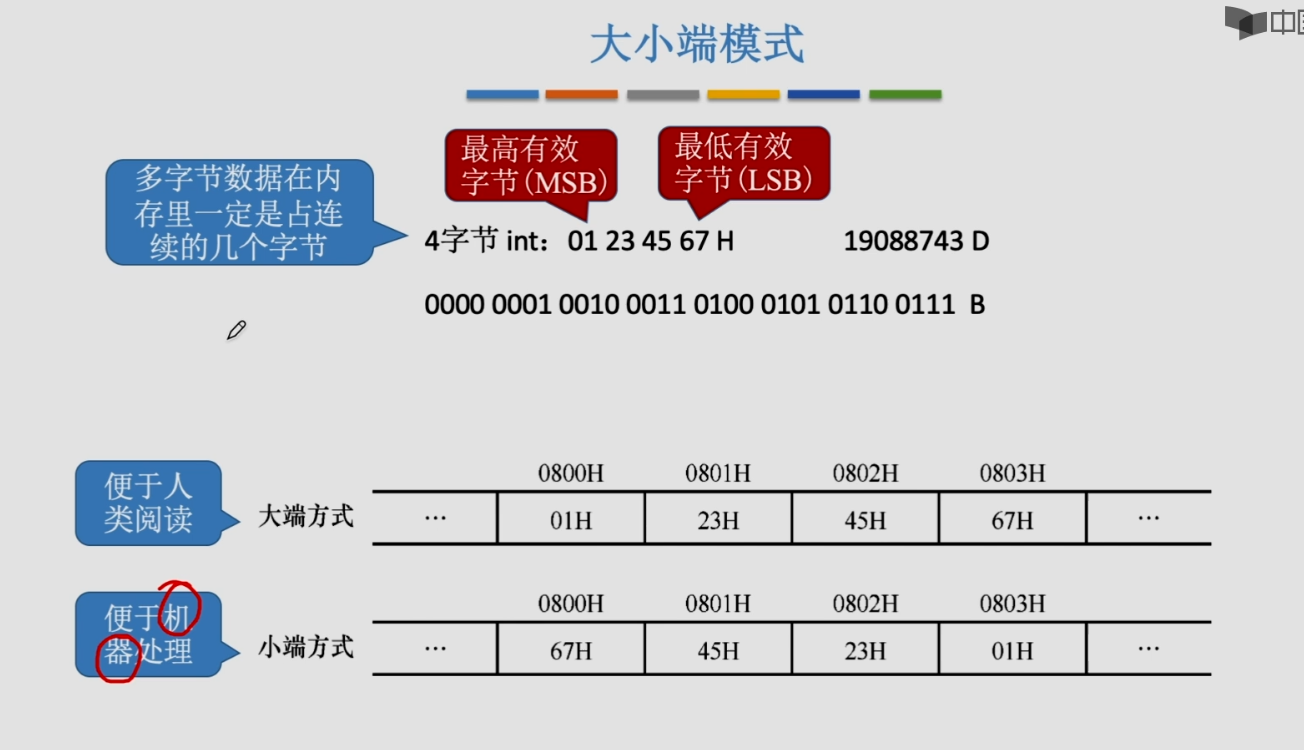 中国
大小端模式
最高有效
字节(MSB)
最低有效
字节(LSB)
多字节数据在内
存里一定是占连
续的几个字节
4字节 int：01 23 45 67 H 19088743 D
0000 0001 0010 0011 0100 0101 0110 0111 B
便于人
类阅读
0800H 0801H 0802H 0803H
大端方式 … 01H 23H 45H 67H …
便于机
器处理
0800H 0801H 0802H 0803H
小端方式 … 67H 45H 23H 01H …